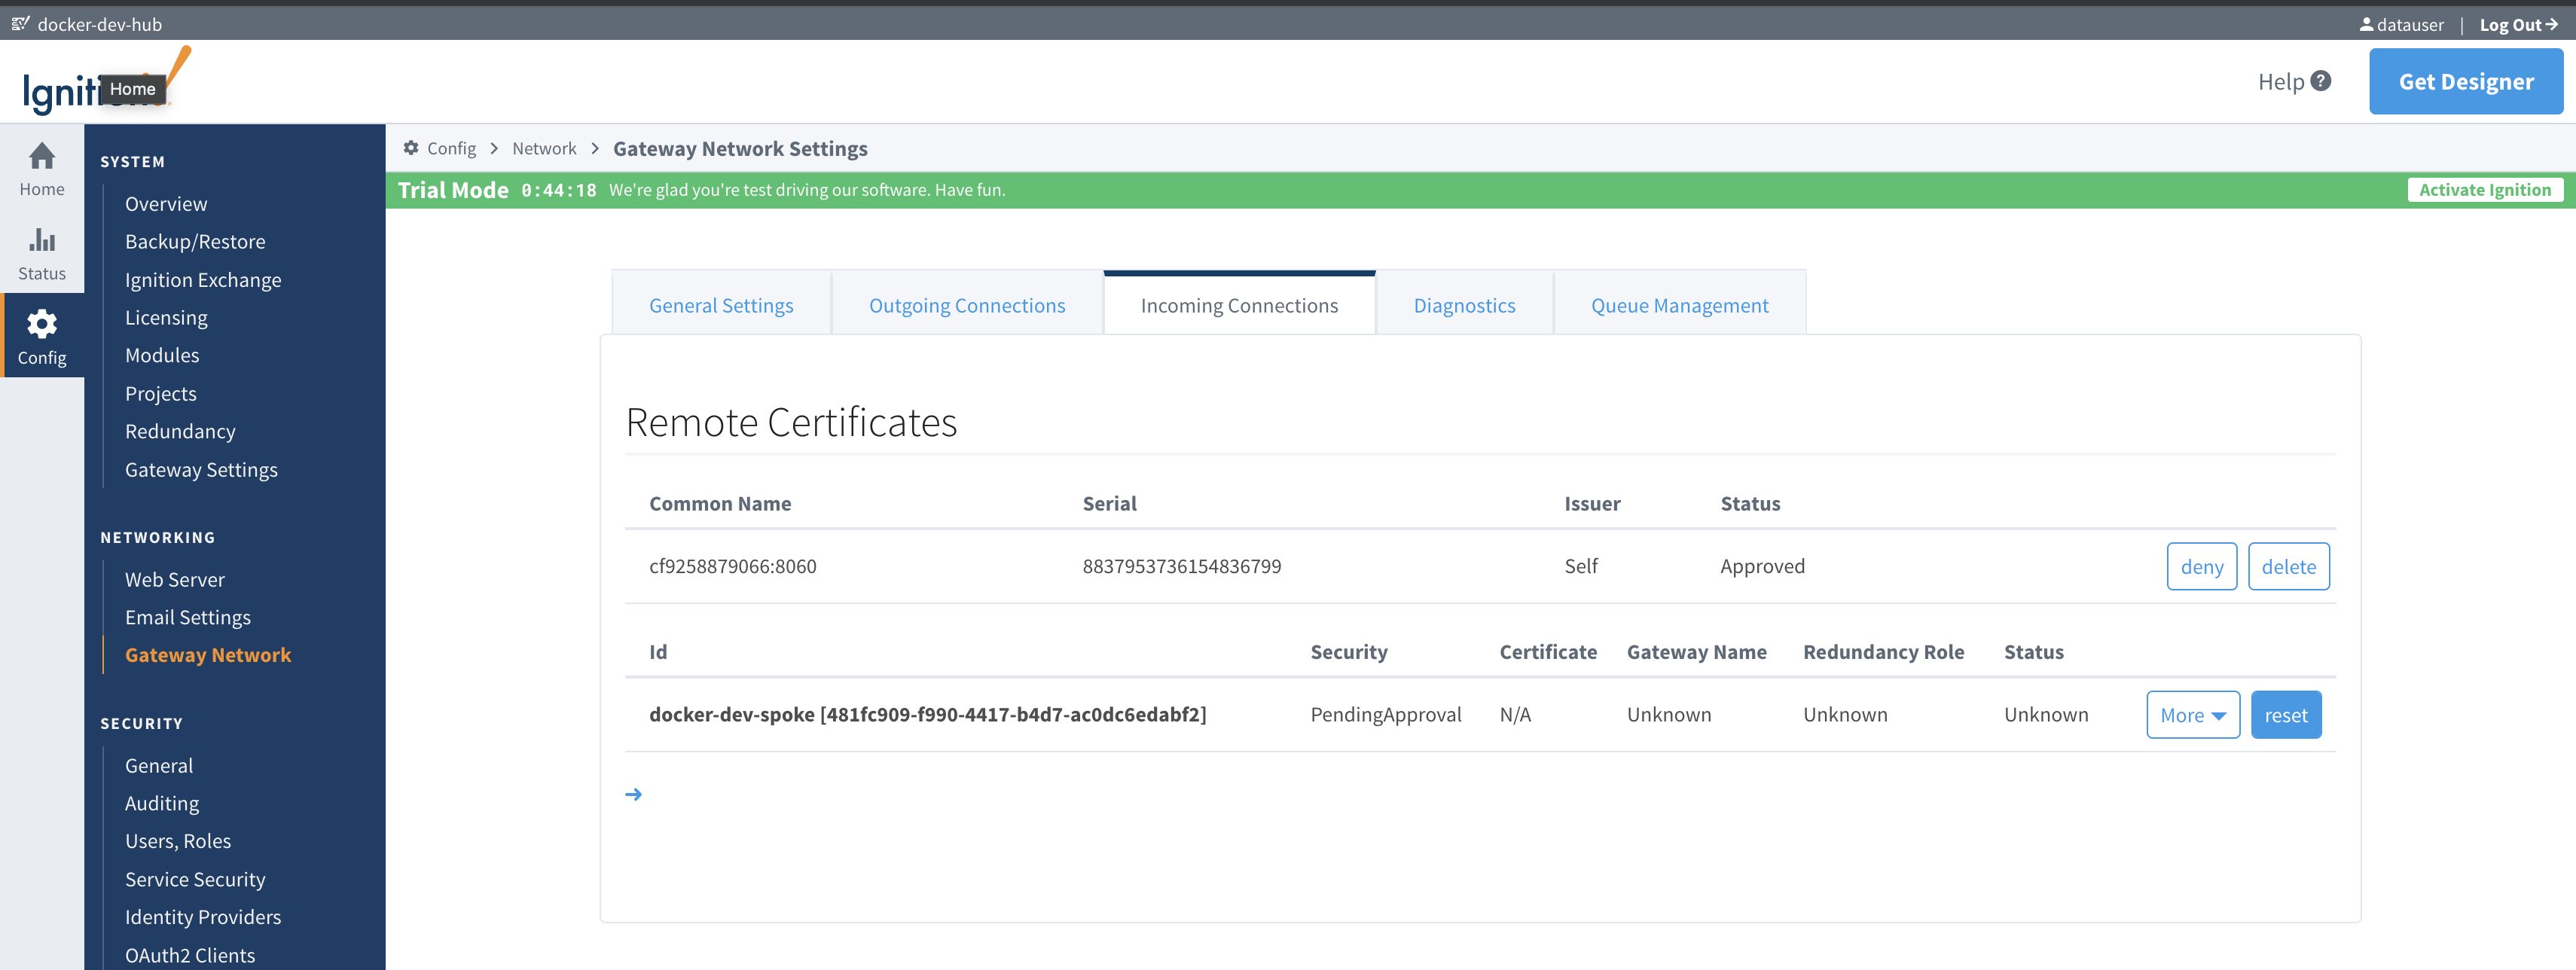 docker-dev-hub
datauser | Log Out
Ignition
Home
Help
Get Designer
Home
Status
Config
SYSTEM
Overview
Backup/Restore
Ignition Exchange
Licensing
Modules
Projects
Redundancy
Gateway Settings
NETWORKING
Web Server
Email Settings
Gateway Network
SECURITY
General
Auditing
Users, Roles
Service Security
Identity Providers
OAuth2 Clients
Config > Network > Gateway Network Settings
Trial Mode 0:44:18 We're glad you're test driving our software. Have fun.
Activate Ignition
General Settings Outgoing Connections Incoming Connections Diagnostics Queue Management
Remote Certificates
Common Name Serial Issuer Status
cf9258879066:8060 8837953736154836799 Self Approved deny delete
Id Security Certificate Gateway Name Redundancy Role Status
docker-dev-spoke [481fc909-f990-4417-b4d7-ac0dc6edabf2] PendingApproval N/A Unknown Unknown Unknown More reset